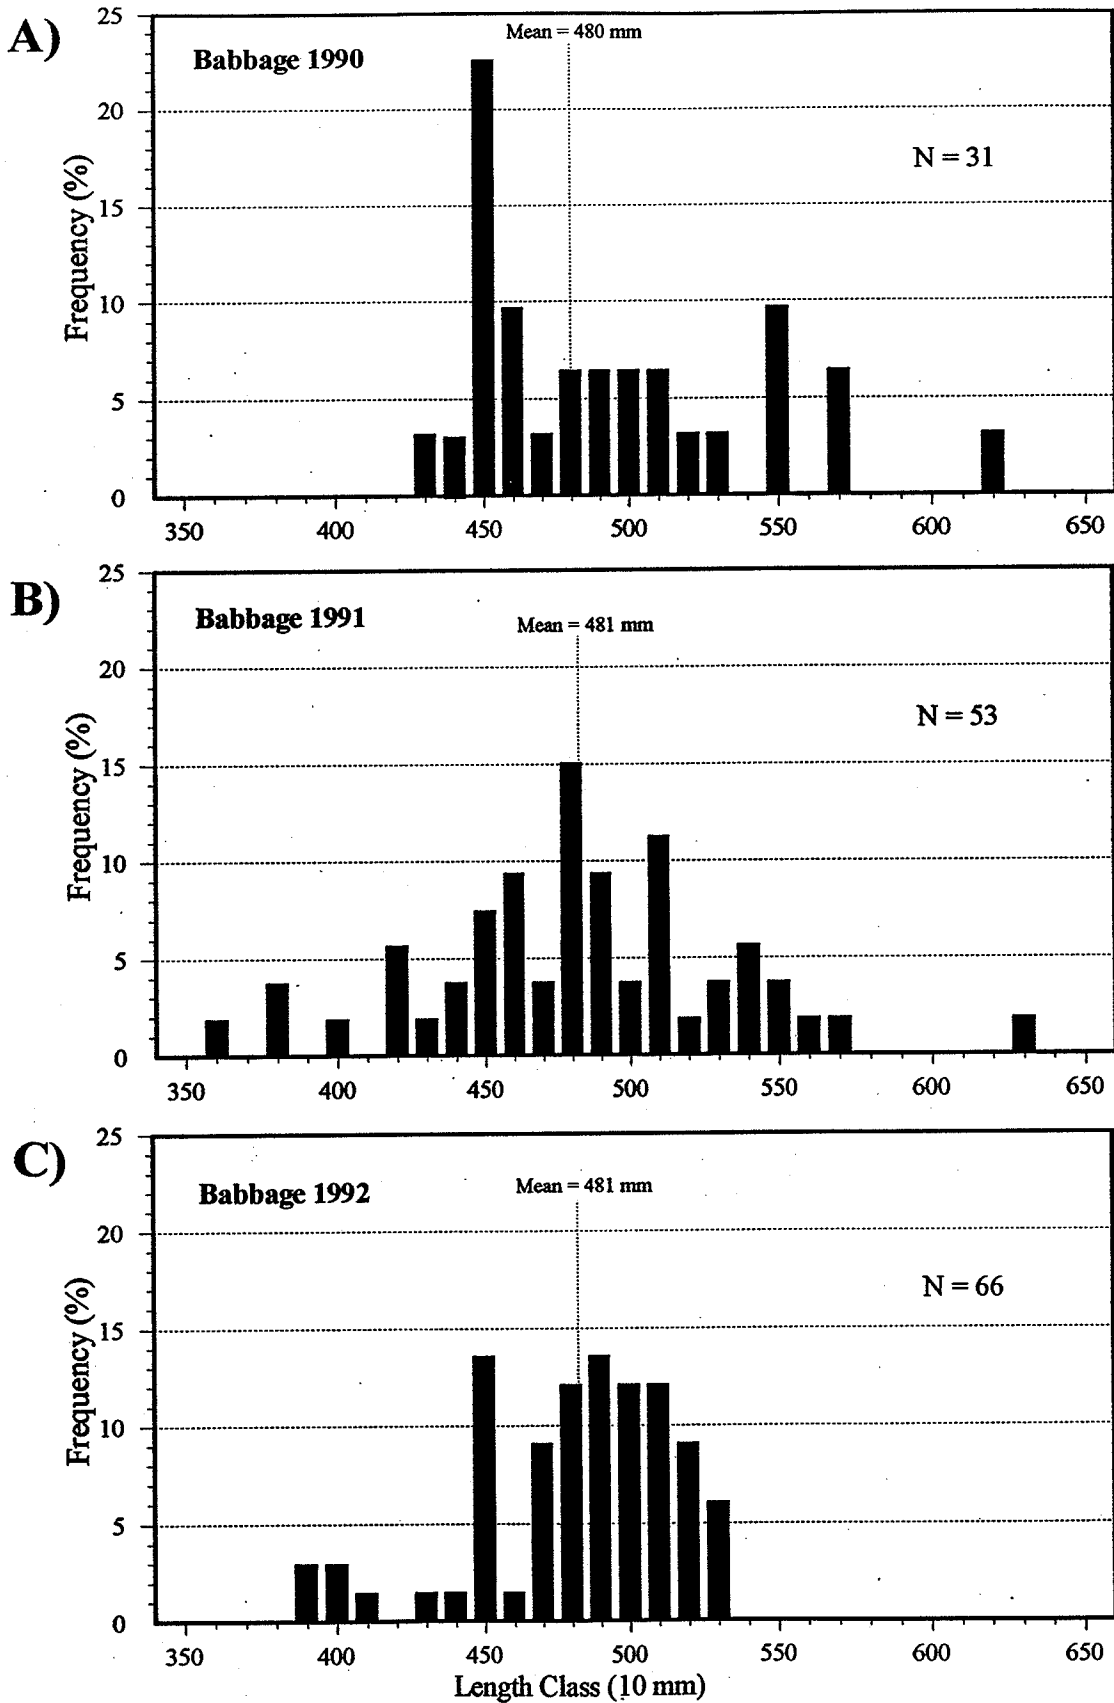 A)
25
Mean = 480 mm
Babbage 1990
20
N = 31
15
Frequency (%)
10
5
0
350 400 450 500 550 600 650
B)
25
Babbage 1991
Mean = 481 mm
20
N = 53
15
Frequency (%)
10
5
0
350 400 450 500 550 600 650
C)
25
Babbage 1992
Mean = 481 mm
20
N = 66
15
Frequency (%)
10
5
0
350 400 450 500 550 600 650
Length Class (10 mm)